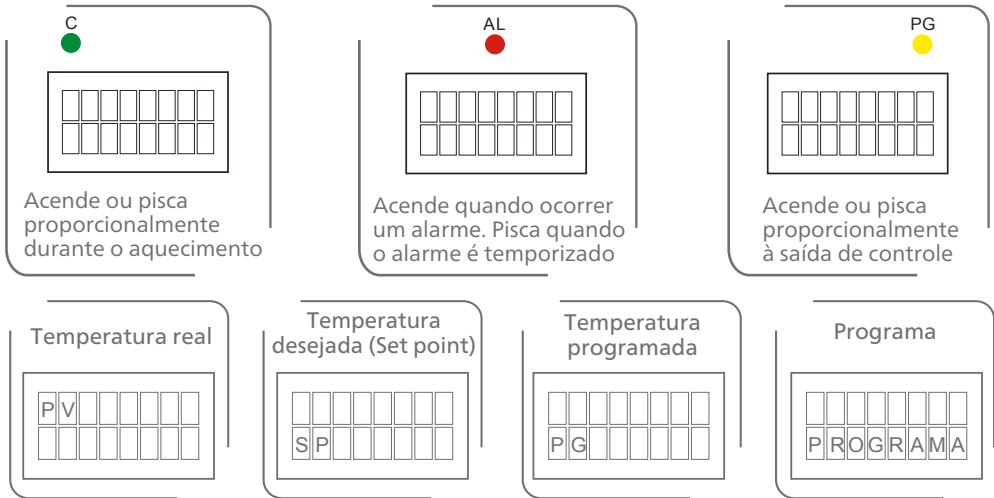 C
Acende ou pisca
proporcionalmente
durante o aquecimento
AL
Acende quando ocorrer
um alarme. Pisca quando
o alarme é temporizado
PG
Acende ou pisca
proporcionalmente
à saída de controle
Temperatura real
PV
Temperatura
desejada (Set point)
SP
Temperatura
programada
PG
Programa
PROGRAMA